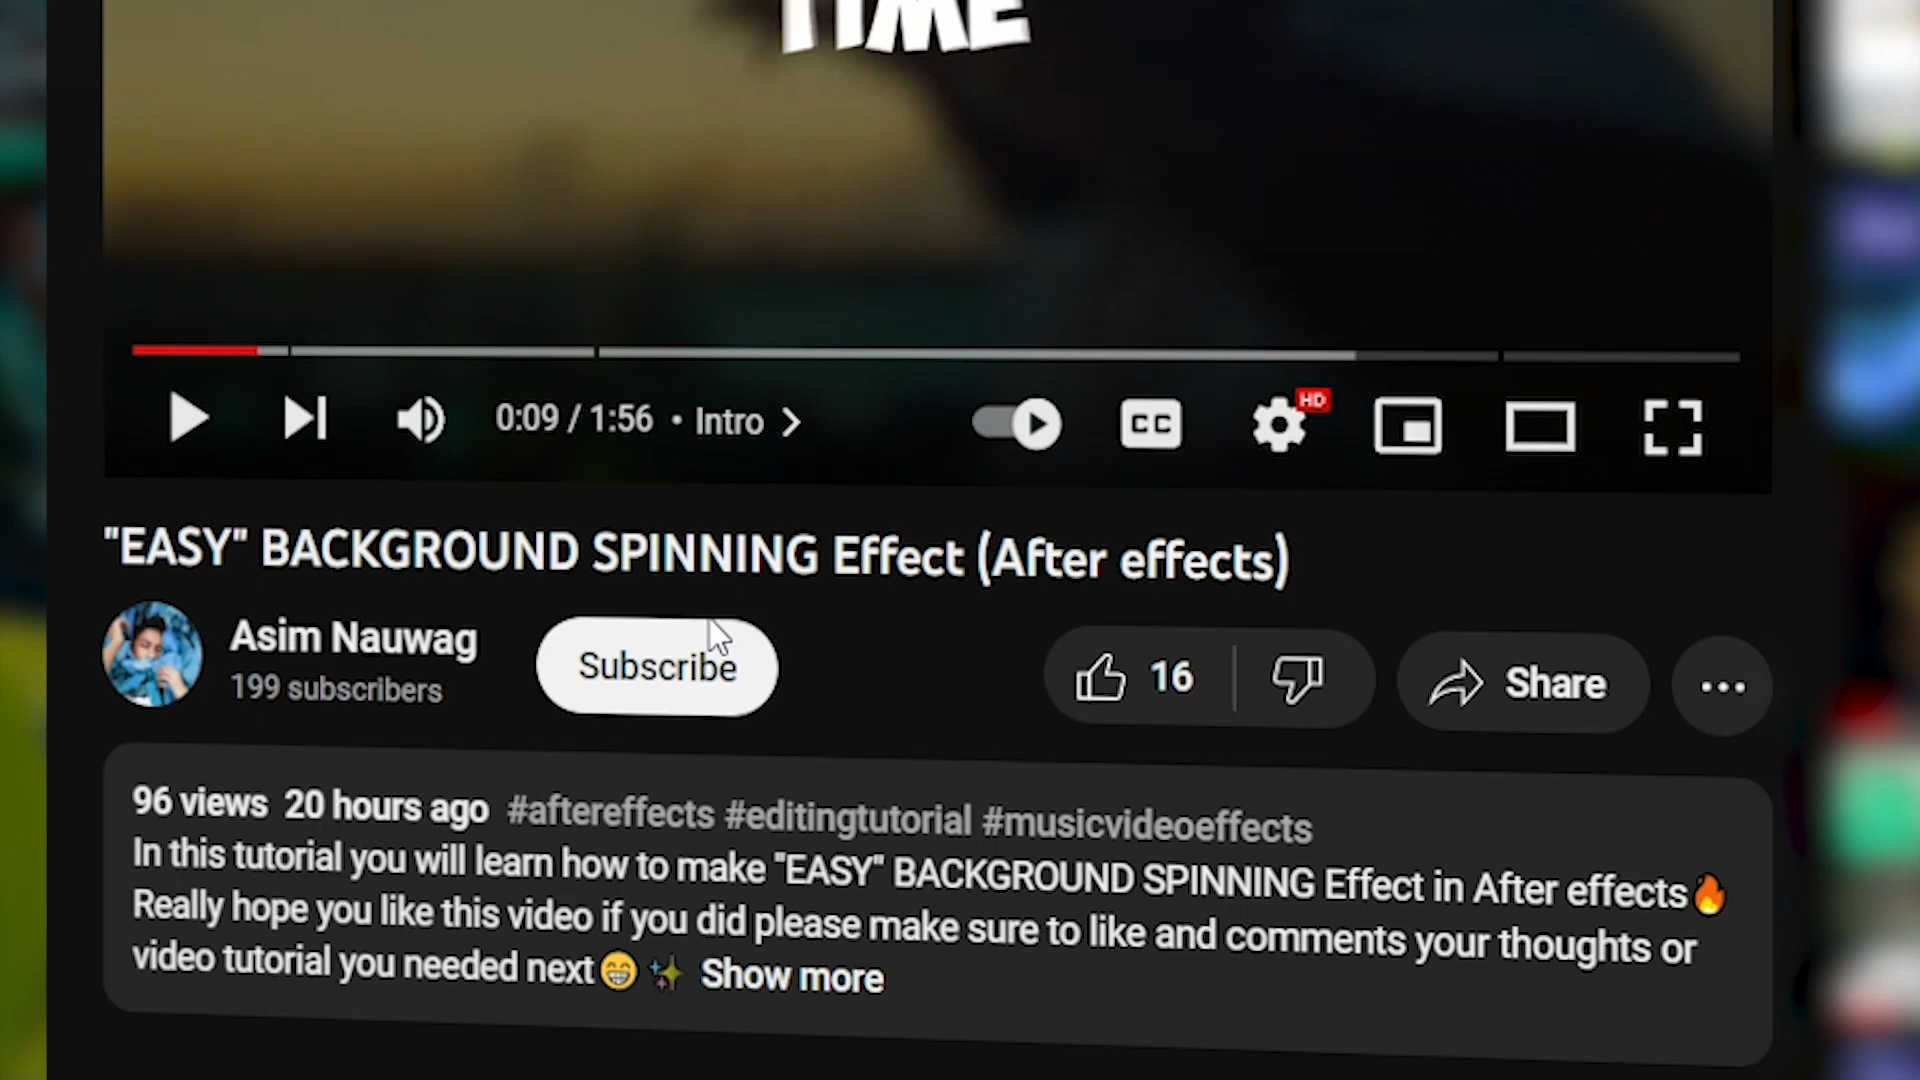 TIME
0:09 / 1:56 • Intro
CC
HD
"EASY" BACKGROUND SPINNING Effect (After effects)
Asim Nauwag
199 subscribers
Subscribe
16
Share
96 views 20 hours ago #aftereffects #editingtutorial #musicvideoeffects
In this tutorial you will learn how to make "EASY" BACKGROUND SPINNING Effect in After effects🔥
Really hope you like this video if you did please make sure to like and comments your thoughts or
video tutorial you needed next😁 ✨ Show more